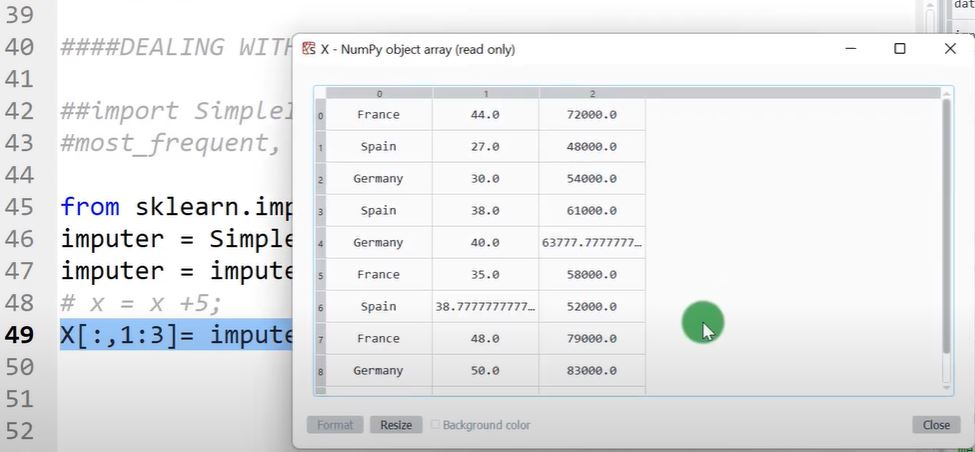 39
40 ####DEALING WITH
41
42 ##import SimpleI
43 #most_frequent,
44
45 from sklearn.imp
46 imputer = Simple
47 imputer = impute
48 # x = x +5;
49 X[:,1:3]= impute
50
51
52
X - NumPy object array (read only)
0 1 2
0 France 44.0 72000.0
1 Spain 27.0 48000.0
2 Germany 30.0 54000.0
3 Spain 38.0 61000.0
4 Germany 40.0 63777.7777777...
5 France 35.0 58000.0
6 Spain 38.7777777777... 52000.0
7 France 48.0 79000.0
8 Germany 50.0 83000.0
Format Resize Background color Close
dat